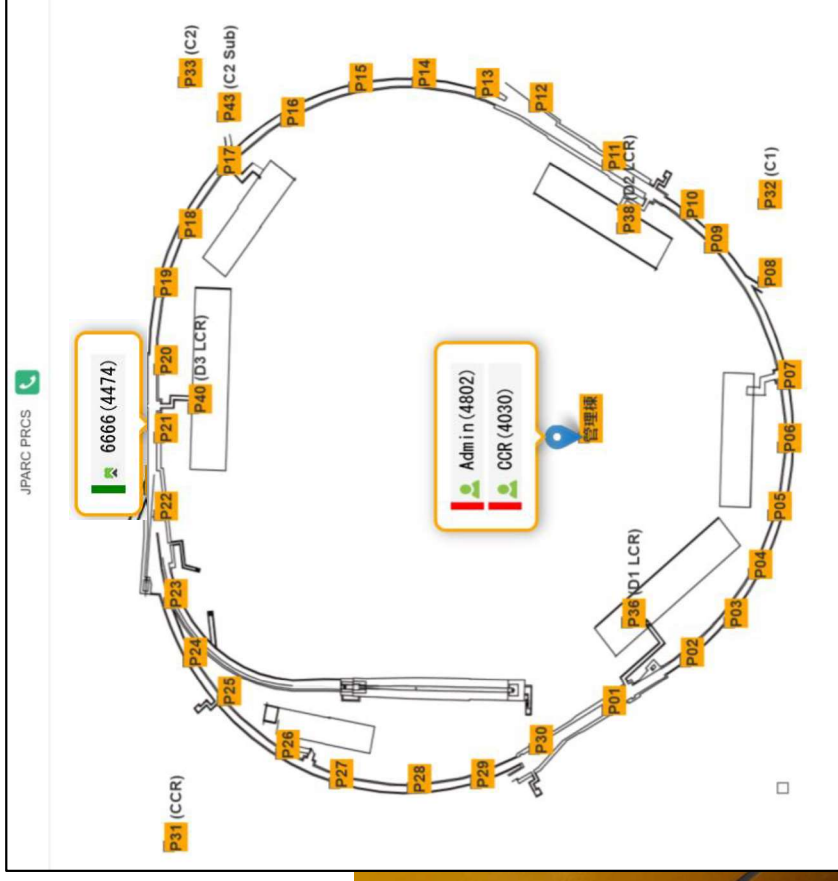 JPARC PRCS
P31 (CCR)
P33 (C2)
P43 (C2 Sub)
P26
P25
P24
P23
P22
P21
P20
P19
P18
P17
P16
P15
P14
P13
P12
P11
P10
P09
P08
P07
P06
P05
P04
P03
P02
P01
P30
P29
P28
P27
6666(4474)
P40 (D3 LCR)
Admin(4802)
CCR(4030)
管理棟
P36 (D1 LCR)
P38 (D2 LCR)
P32 (C1)